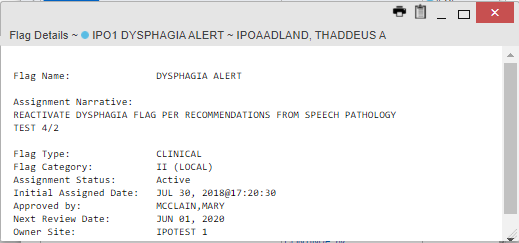 Flag Details ~ IPO1 DYSPHAGIA ALERT ~ IPOAADLAND, THADDEUS A
Flag Name: DYSPHAGIA ALERT
Assignment Narrative:
REACTIVATE DYSPHAGIA FLAG PER RECOMMENDATIONS FROM SPEECH PATHOLOGY
TEST 4/2
Flag Type: CLINICAL
Flag Category: II (LOCAL)
Assignment Status: Active
Initial Assigned Date: JUL 30, 2018@17:20:30
Approved by: MCCLAIN,MARY
Next Review Date: JUN 01, 2020
Owner Site: IPOTEST 1